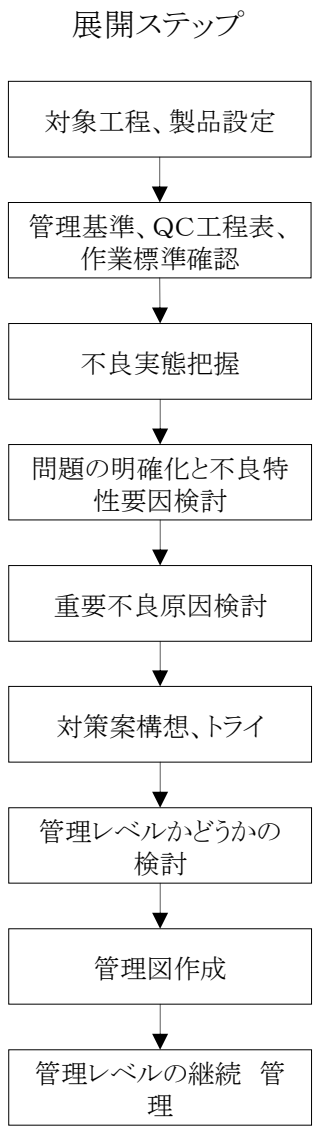 展開ステップ
対象工程、製品設定
管理基準、QC工程表、
作業標準確認
不良実態把握
問題の明確化と不良特
性要因検討
重要不良原因検討
対策案構想、トライ
管理レベルかどうかの
検討
管理図作成
管理レベルの継続　管
理